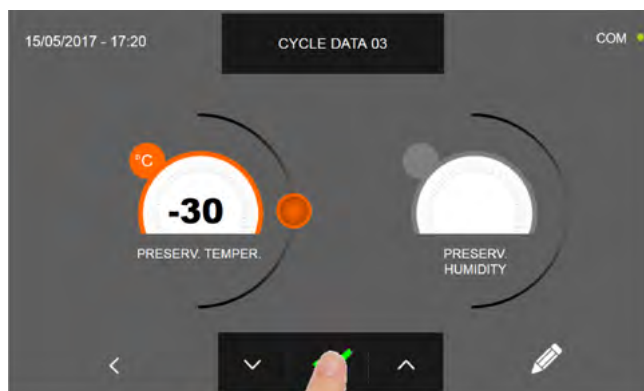 15/05/2017 - 17:20
CYCLE DATA 03
COM
°C
-30
PRESERV. TEMPER.
PRESERV.
HUMIDITY